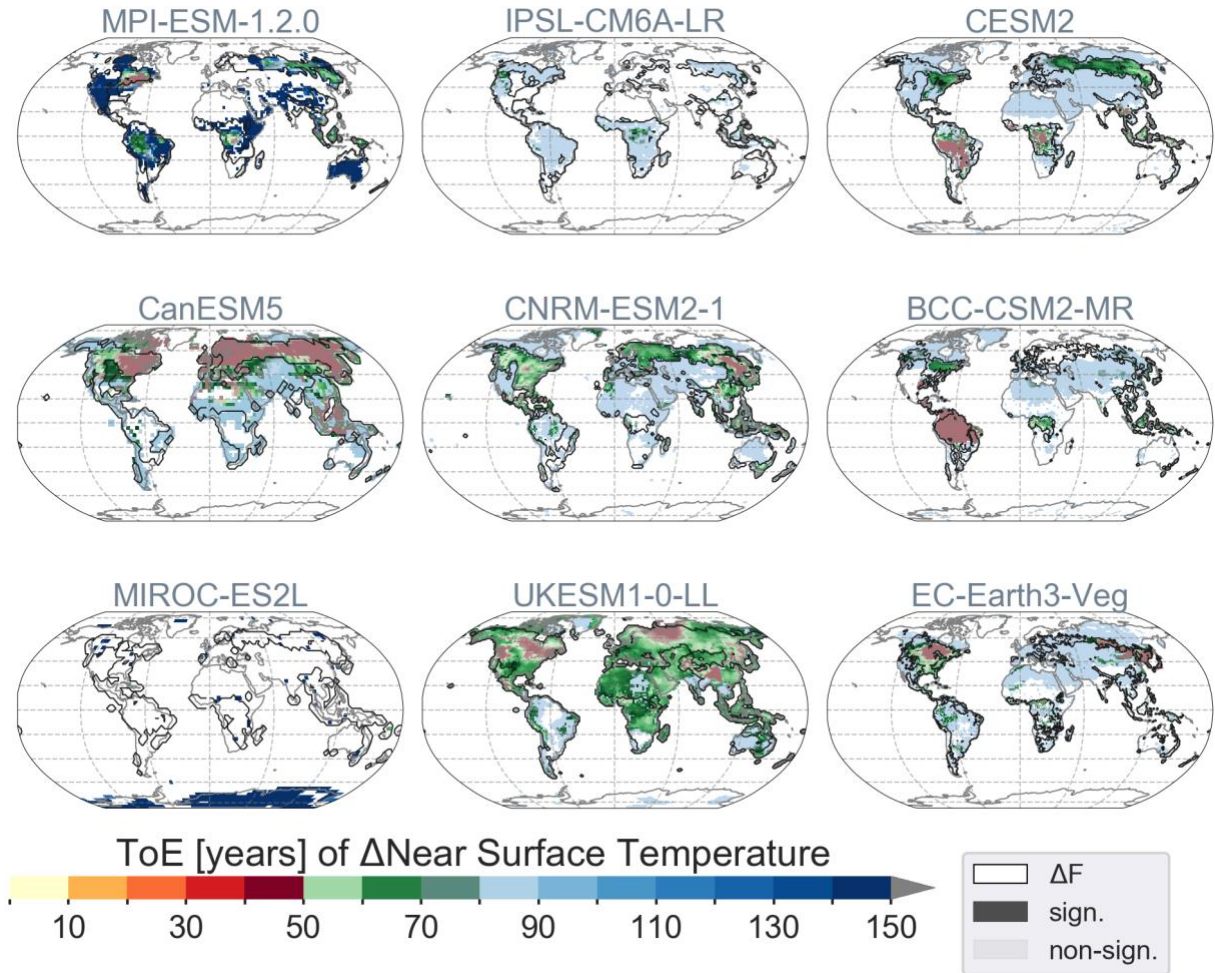 MPI-ESM-1.2.0 IPSL-CM6A-LR CESM2
CanESM5 CNRM-ESM2-1 BCC-CSM2-MR
MIROC-ES2L UKESM1-0-LL EC-Earth3-Veg
ToE [years] of ΔNear Surface Temperature
10 30 50 70 90 110 130 150
ΔF
sign.
non-sign.